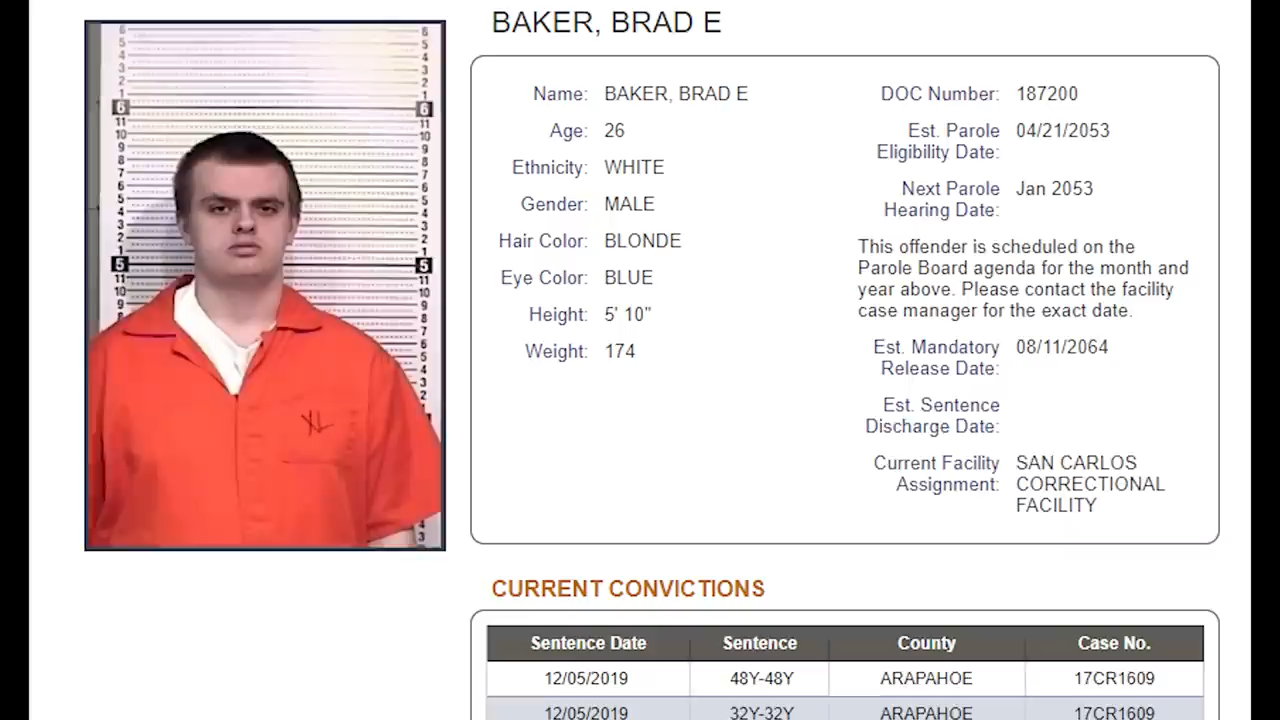 BAKER, BRAD E
Name: BAKER, BRAD E
Age: 26
Ethnicity: WHITE
Gender: MALE
Hair Color: BLONDE
Eye Color: BLUE
Height: 5' 10"
Weight: 174
DOC Number: 187200
Est. Parole 04/21/2053
Eligibility Date:
Next Parole Jan 2053
Hearing Date:
This offender is scheduled on the
Parole Board agenda for the month and
year above. Please contact the facility
case manager for the exact date.
Est. Mandatory 08/11/2064
Release Date:
Est. Sentence
Discharge Date:
Current Facility SAN CARLOS
Assignment: CORRECTIONAL
FACILITY
XL
CURRENT CONVICTIONS
Sentence Date Sentence County Case No.
12/05/2019 48Y-48Y ARAPAHOE 17CR1609
12/05/2019 32Y-32Y ARAPAHOE 17CR1609